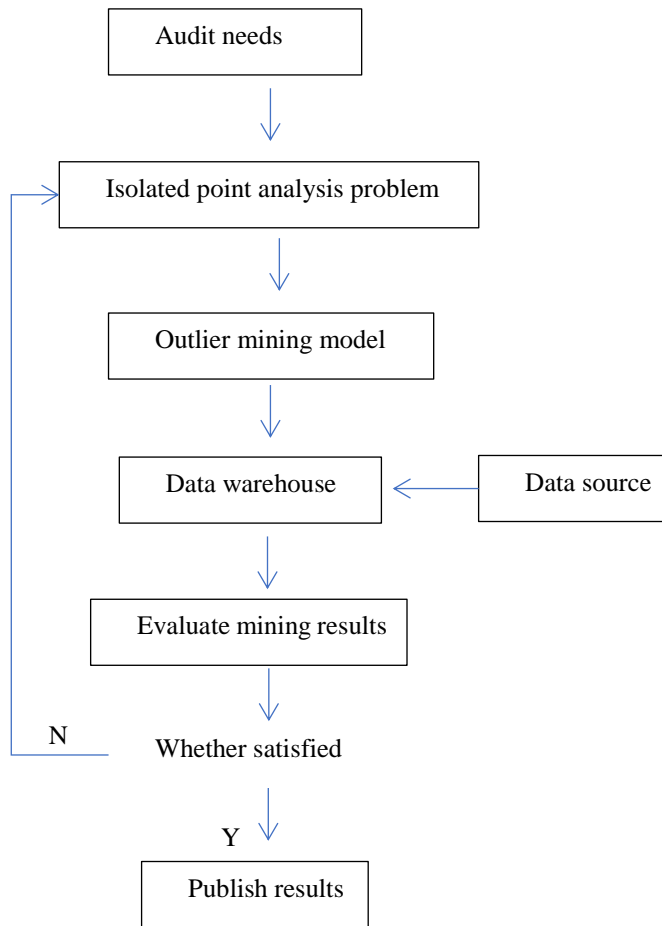 Audit needs
Isolated point analysis problem
Outlier mining model
Data warehouse
Data source
Evaluate mining results
N
Whether satisfied
Y
Publish results